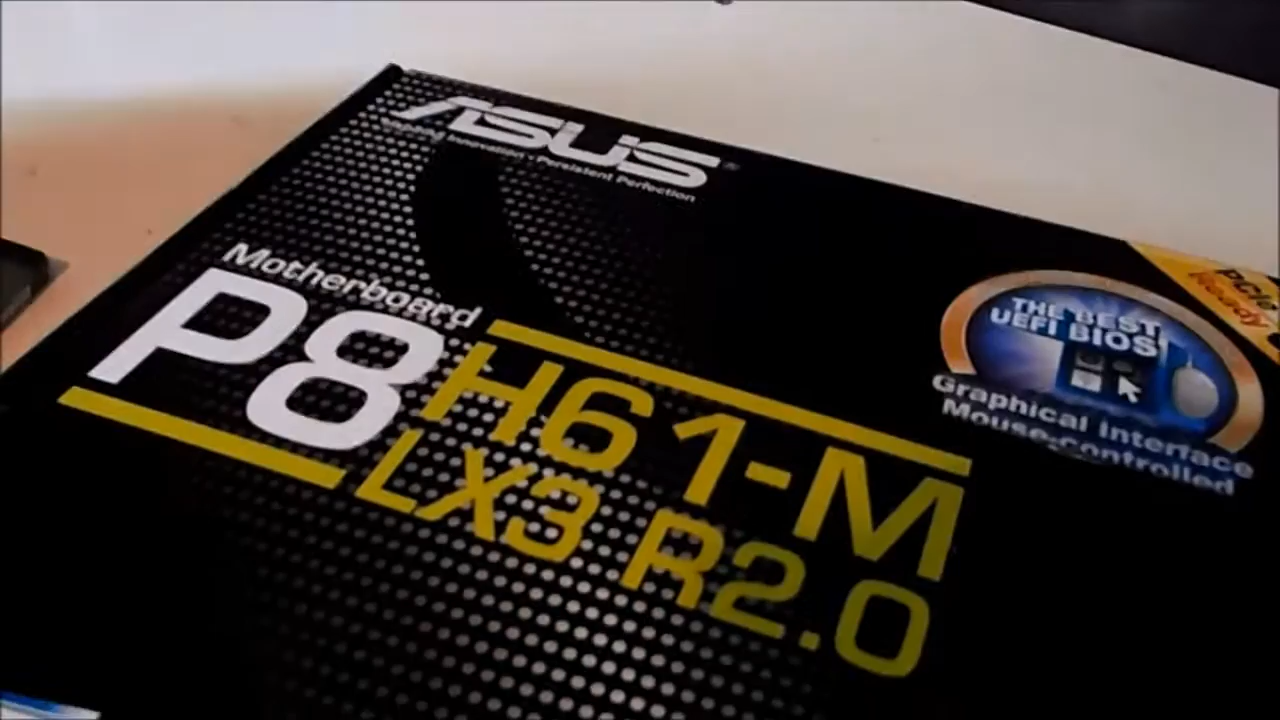 ASUS
Inspiring Innovation · Persistent Perfection
Motherboard
P8
H61-M
LX3 R2.0
PCIe
Ready
THE BEST
UEFI BIOS
Graphical Interface
Mouse-controlled